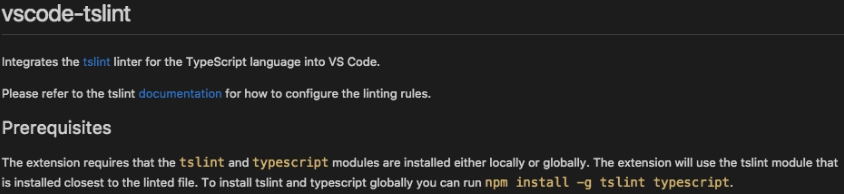 vscode-tslint
Integrates the tslint linter for the TypeScript language into VS Code.
Please refer to the tslint documentation for how to configure the linting rules.
Prerequisites
The extension requires that the tslint and typescript modules are installed either locally or globally. The extension will use the tslint module that
is installed closest to the linted file. To install tslint and typescript globally you can run npm install -g tslint typescript.